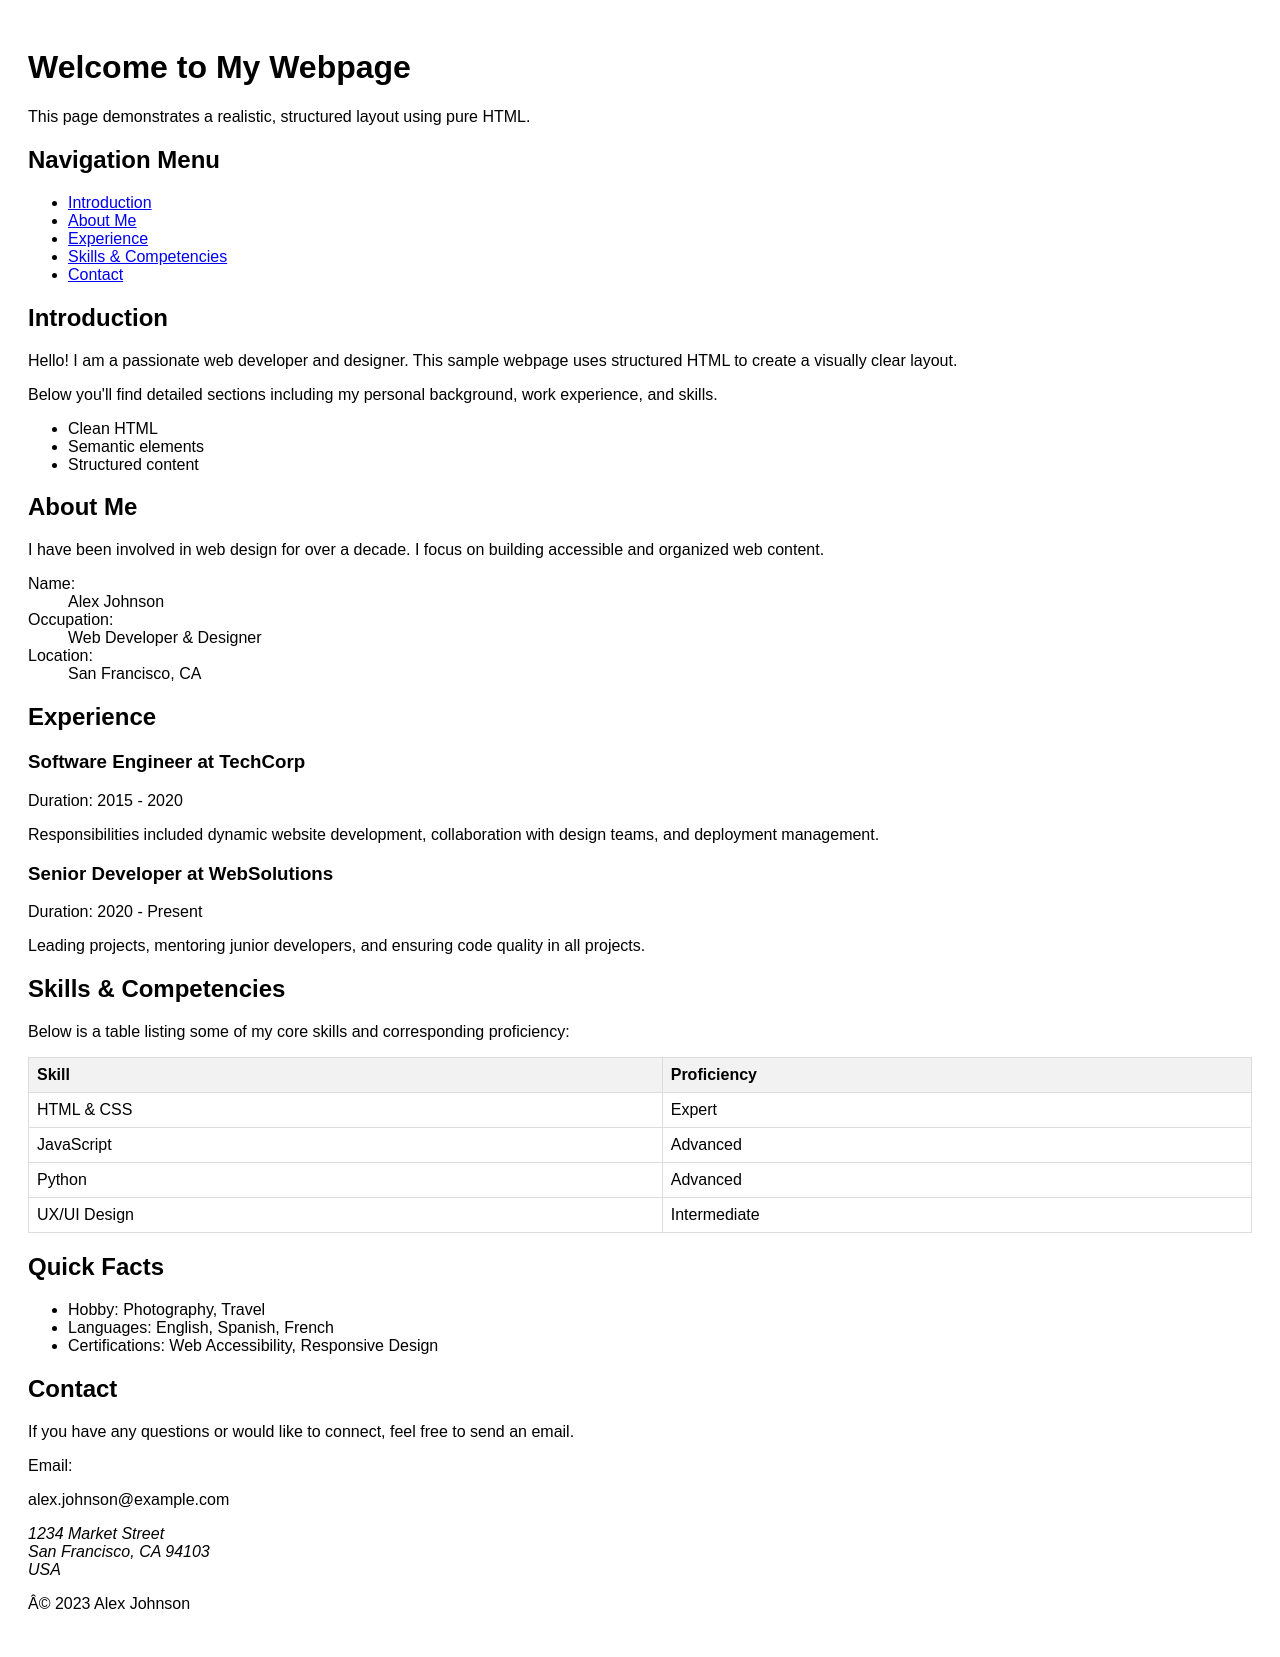 Welcome to My Webpage
This page demonstrates a realistic, structured layout using pure HTML.
Navigation Menu
Introduction
About Me
Experience
Skills & Competencies
Contact
Introduction
Hello! I am a passionate web developer and designer. This sample webpage uses structured HTML to create a visually clear layout.
Below you'll find detailed sections including my personal background, work experience, and skills.
Clean HTML
Semantic elements
Structured content
About Me
I have been involved in web design for over a decade. I focus on building accessible and organized web content.
Name:
Alex Johnson
Occupation:
Web Developer & Designer
Location:
San Francisco, CA
Experience
Software Engineer at TechCorp
Duration: 2015 - 2020
Responsibilities included dynamic website development, collaboration with design teams, and deployment management.
Senior Developer at WebSolutions
Duration: 2020 - Present
Leading projects, mentoring junior developers, and ensuring code quality in all projects.
Skills & Competencies
Below is a table listing some of my core skills and corresponding proficiency:
Skill Proficiency
HTML & CSS Expert
JavaScript Advanced
Python Advanced
UX/UI Design Intermediate
Quick Facts
Hobby: Photography, Travel
Languages: English, Spanish, French
Certifications: Web Accessibility, Responsive Design
Contact
If you have any questions or would like to connect, feel free to send an email.
Email:
alex.johnson@example.com
1234 Market Street
San Francisco, CA 94103
USA
Â© 2023 Alex Johnson